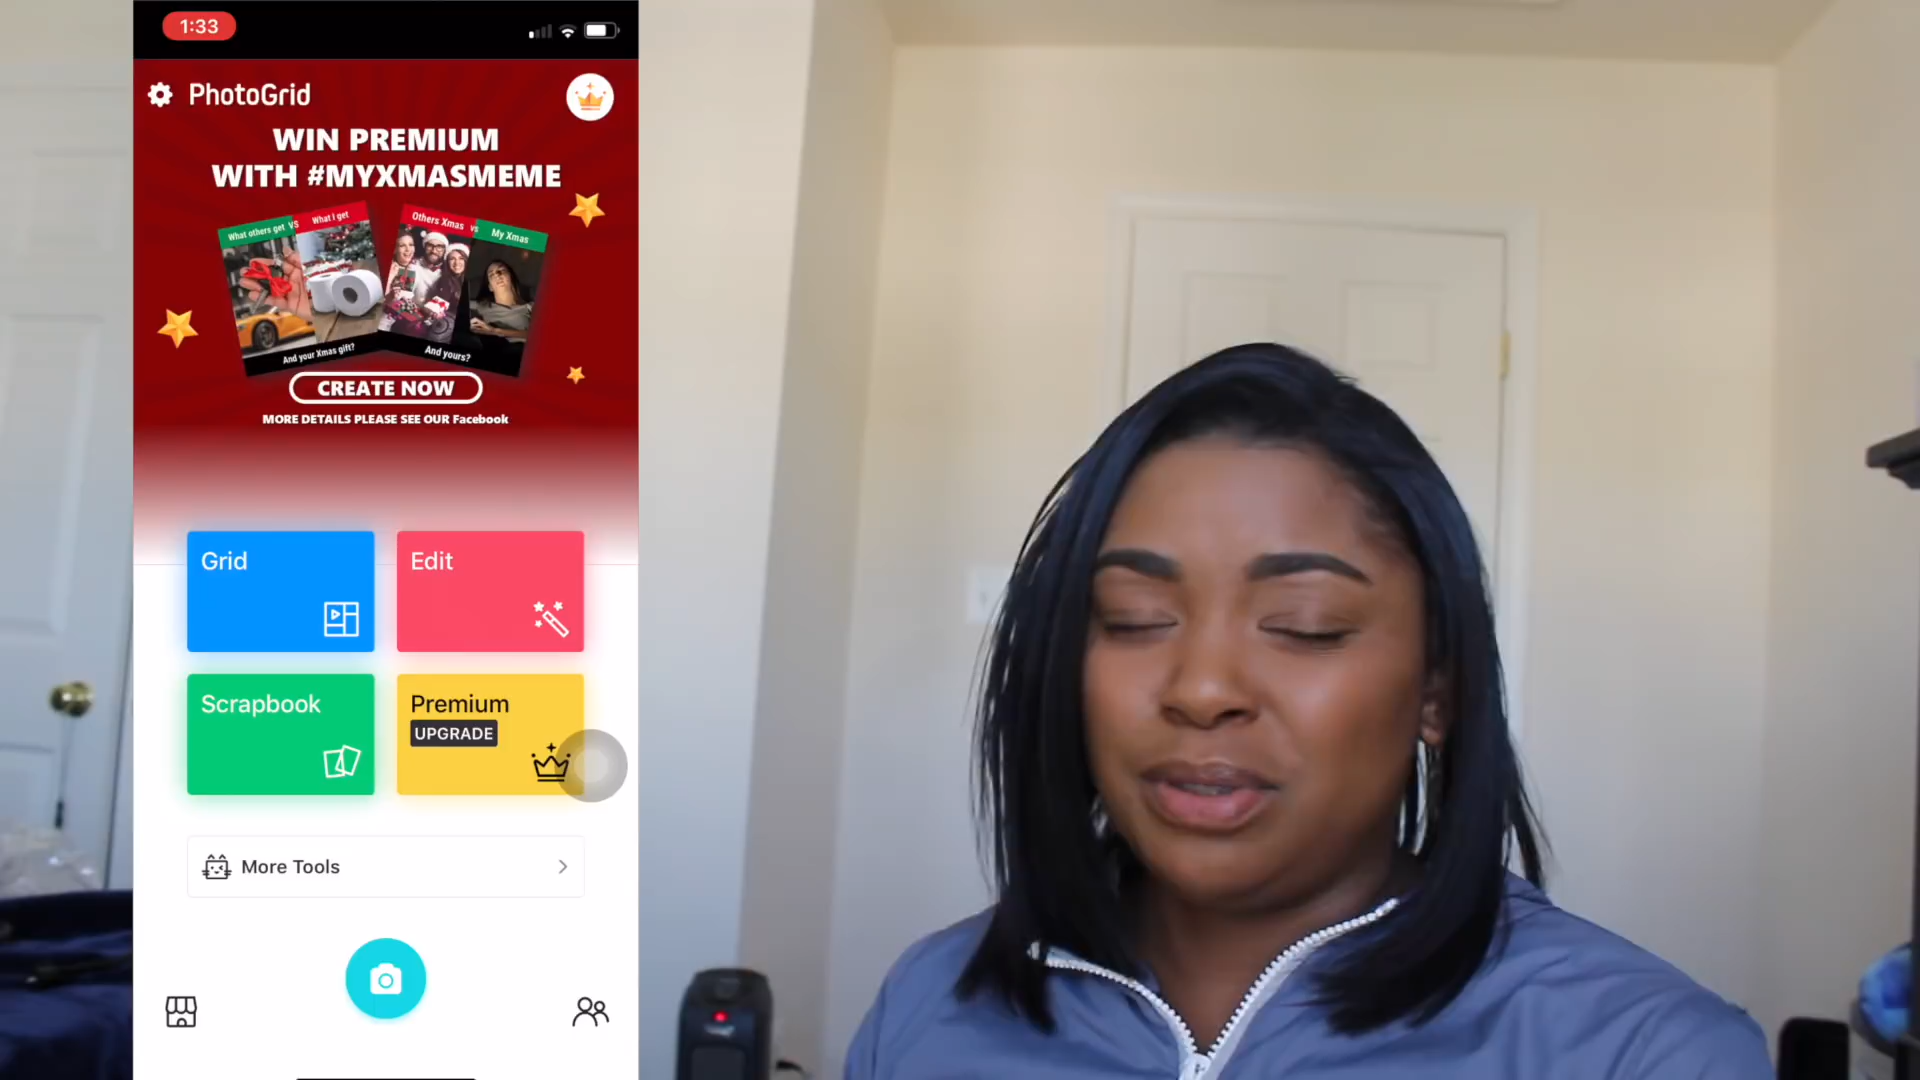 1:33
PhotoGrid
WIN PREMIUM
WITH #MYXMASMEME
What others get VS What i get
Others Xmas vs My Xmas
And your Xmas gift?
And yours?
CREATE NOW
MORE DETAILS PLEASE SEE OUR Facebook
Grid
Edit
Scrapbook
Premium
UPGRADE
More Tools